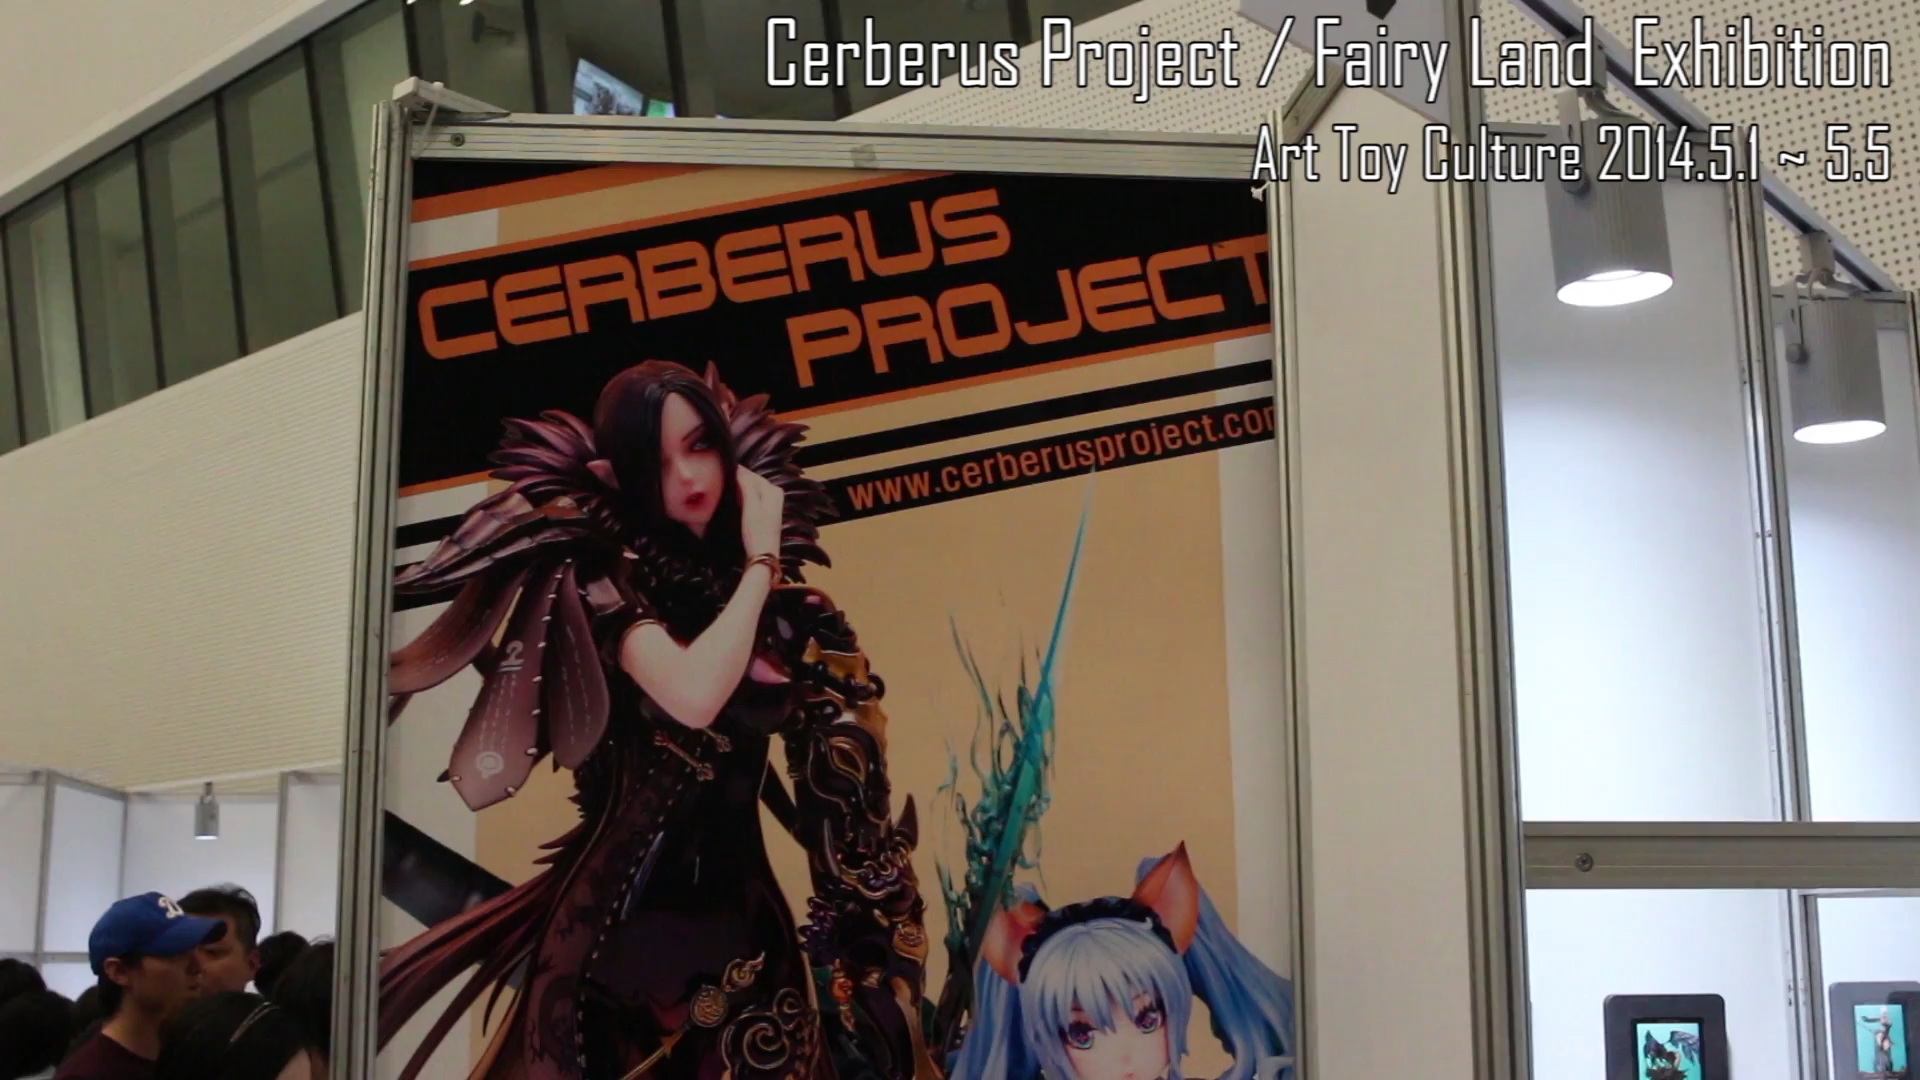 Cerberus Project / Fairy Land Exhibition
Art Toy Culture 2014.5.1 ~ 5.5
CERBERUS
PROJECT
www.cerberusproject.com